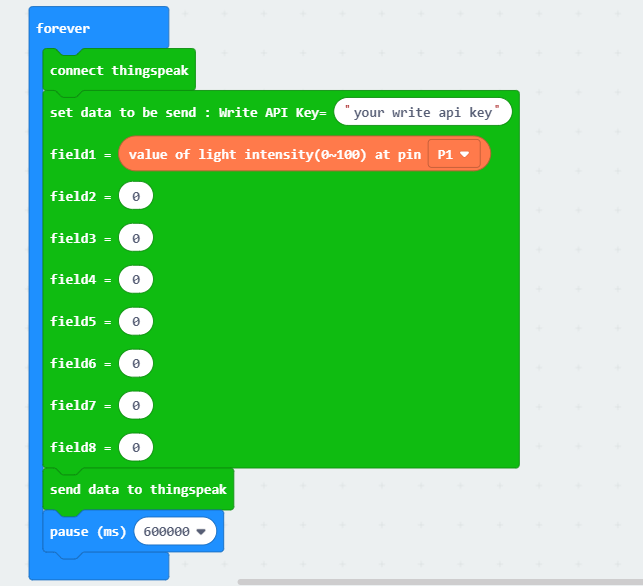 forever
connect thingspeak
set data to be send : Write API Key= "your write api key"
field1 = value of light intensity(0~100) at pin P1
field2 = 0
field3 = 0
field4 = 0
field5 = 0
field6 = 0
field7 = 0
field8 = 0
send data to thingspeak
pause (ms) 600000